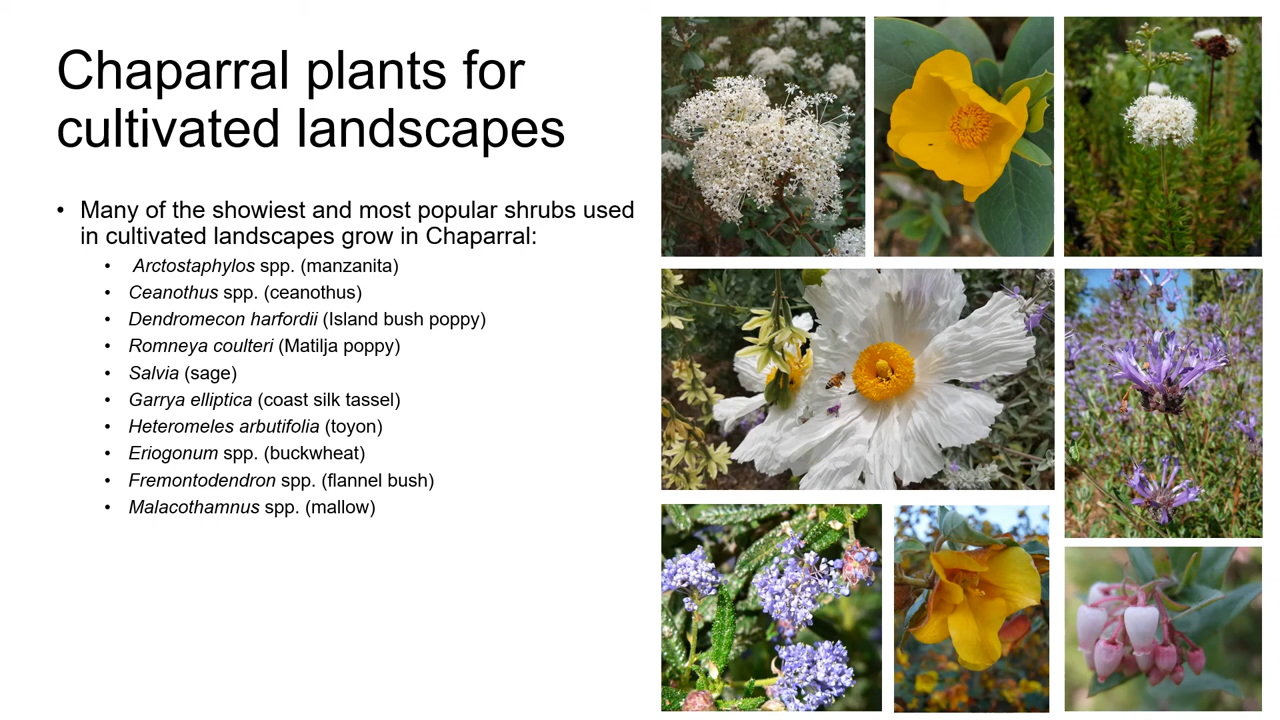 Chaparral plants for
cultivated landscapes
• Many of the showiest and most popular shrubs used
in cultivated landscapes grow in Chaparral:
• Arctostaphylos spp. (manzanita)
• Ceanothus spp. (ceanothus)
• Dendromecon harfordii (Island bush poppy)
• Romneya coulteri (Matilja poppy)
• Salvia (sage)
• Garrya elliptica (coast silk tassel)
• Heteromeles arbutifolia (toyon)
• Eriogonum spp. (buckwheat)
• Fremontodendron spp. (flannel bush)
• Malacothamnus spp. (mallow)